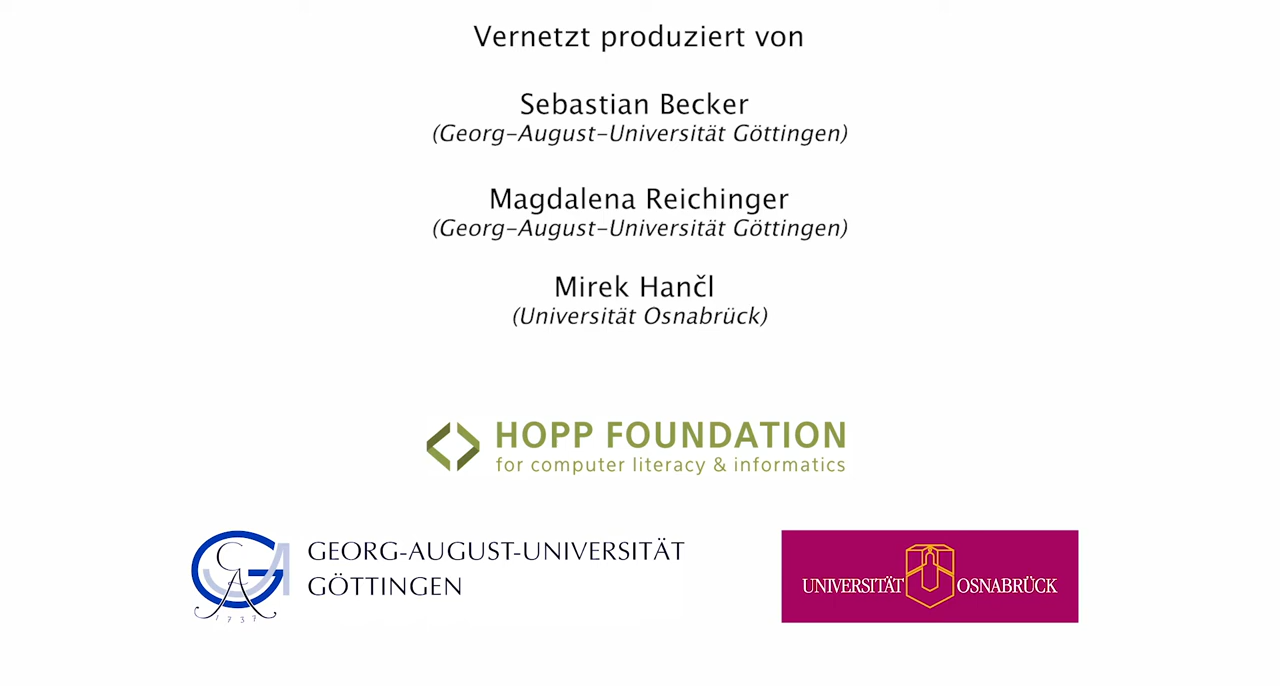 Vernetzt produziert von
Sebastian Becker
(Georg-August-Universität Göttingen)
Magdalena Reichinger
(Georg-August-Universität Göttingen)
Mirek Hančl
(Universität Osnabrück)
HOPP FOUNDATION
for computer literacy & informatics
GEORG-AUGUST-UNIVERSITÄT
GÖTTINGEN
1737
UNIVERSITÄT OSNABRÜCK